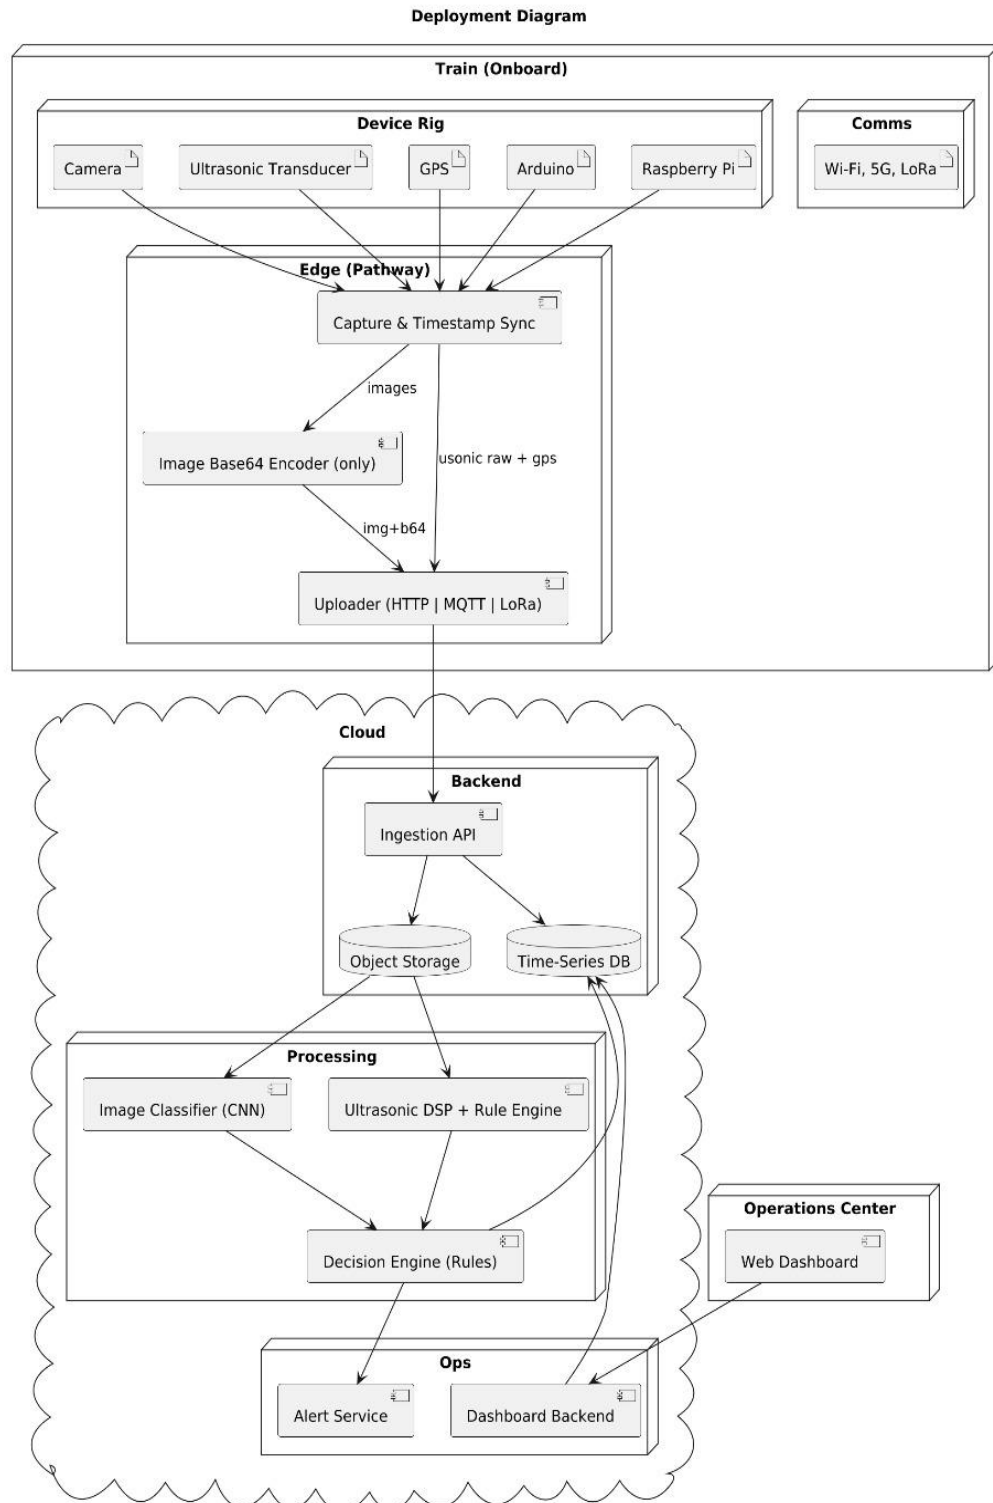 Deployment Diagram
Train (Onboard)
Device Rig
Comms
Camera
Ultrasonic Transducer
GPS
Arduino
Raspberry Pi
Wi-Fi, 5G, LoRa
Edge (Pathway)
Capture & Timestamp Sync
images
Image Base64 Encoder (only)
usonic raw + gps
img+b64
Uploader (HTTP | MQTT | LoRa)
Cloud
Backend
Ingestion API
Object Storage
Time-Series DB
Processing
Image Classifier (CNN)
Ultrasonic DSP + Rule Engine
Operations Center
Decision Engine (Rules)
Web Dashboard
Ops
Alert Service
Dashboard Backend